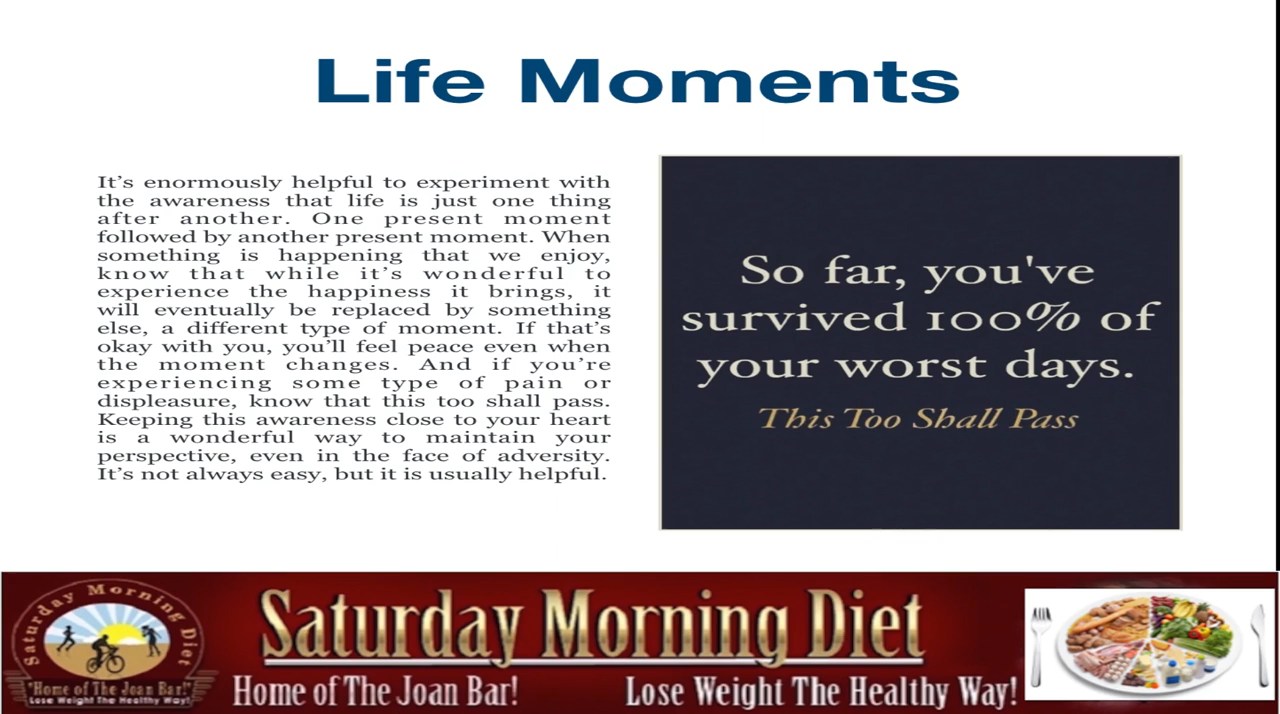 Life Moments
It’s enormously helpful to experiment with
the awareness that life is just one thing
after another. One present moment
followed by another present moment. When
something is happening that we enjoy,
know that while it’s wonderful to
experience the happiness it brings, it
will eventually be replaced by something
else, a different type of moment. If that’s
okay with you, you’ll feel peace even when
the moment changes. And if you’re
experiencing some type of pain or
displeasure, know that this too shall pass.
Keeping this awareness close to your heart
is a wonderful way to maintain your
perspective, even in the face of adversity.
It’s not always easy, but it is usually helpful.
So far, you've
survived 100% of
your worst days.
This Too Shall Pass
Saturday Morning Diet
"Home of The Joan Bar!"
Lose Weight The Healthy Way!
Saturday Morning Diet
Home of The Joan Bar!
Lose Weight The Healthy Way!